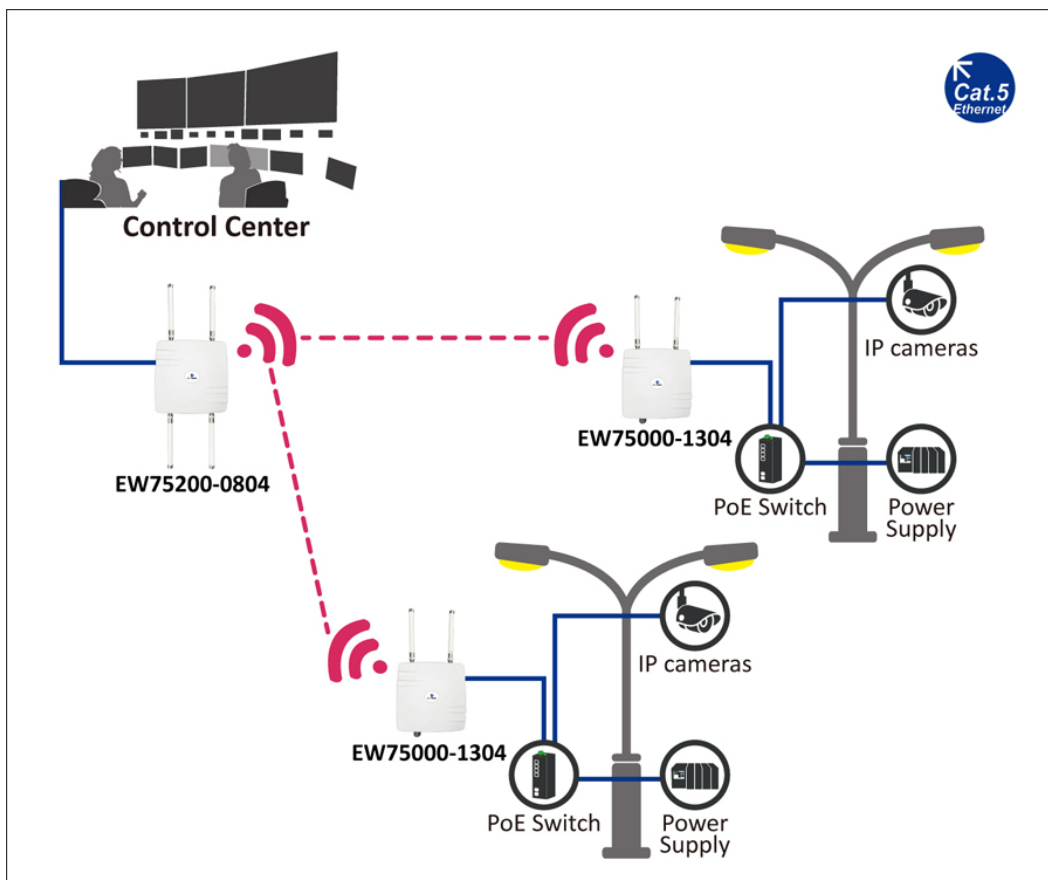 Cat.5
Ethernet
Control Center
IP cameras
EW75000-1304
EW75200-0804
PoE Switch
Power
Supply
IP cameras
EW75000-1304
PoE Switch
Power
Supply